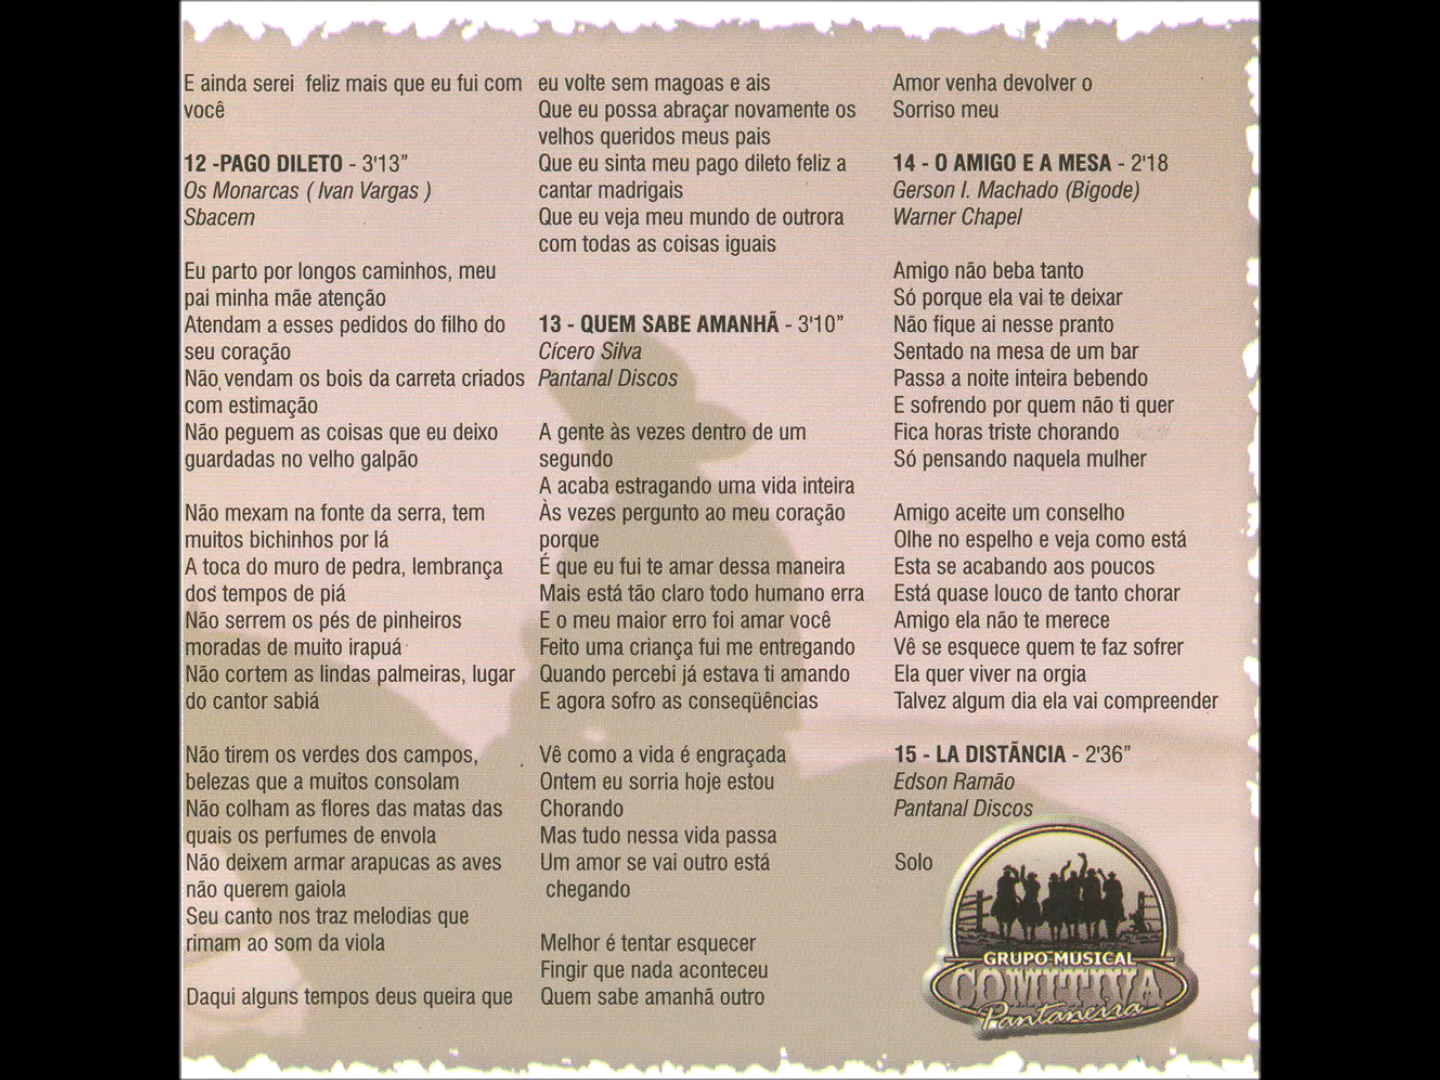 E ainda serei feliz mais que eu fui com
você
12 -PAGO DILETO - 3'13”
Os Monarcas ( Ivan Vargas )
Sbacem
Eu parto por longos caminhos, meu
pai minha mãe atenção
Atendam a esses pedidos do filho do
seu coração
Não vendam os bois da carreta criados
com estimação
Não peguem as coisas que eu deixo
guardadas no velho galpão
Não mexam na fonte da serra, tem
muitos bichinhos por lá
A toca do muro de pedra, lembrança
dos tempos de piá
Não serrem os pés de pinheiros
moradas de muito irapuá
Não cortem as lindas palmeiras, lugar
do cantor sabiá
Não tirem os verdes dos campos,
belezas que a muitos consolam
Não colham as flores das matas das
quais os perfumes de envola
Não deixem armar arapucas as aves
não querem gaiola
Seu canto nos traz melodias que
rimam ao som da viola
Daqui alguns tempos deus queira que
eu volte sem magoas e ais
Que eu possa abraçar novamente os
velhos queridos meus pais
Que eu sinta meu pago dileto feliz a
cantar madrigais
Que eu veja meu mundo de outrora
com todas as coisas iguais
13 - QUEM SABE AMANHÃ - 3'10”
Cícero Silva
Pantanal Discos
A gente às vezes dentro de um
segundo
A acaba estragando uma vida inteira
Às vezes pergunto ao meu coração
porque
É que eu fui te amar dessa maneira
Mais está tão claro todo humano erra
E o meu maior erro foi amar você
Feito uma criança fui me entregando
Quando percebi já estava ti amando
E agora sofro as conseqüências
Vê como a vida é engraçada
Ontem eu sorria hoje estou
Chorando
Mas tudo nessa vida passa
Um amor se vai outro está
chegando
Melhor é tentar esquecer
Fingir que nada aconteceu
Quem sabe amanhã outro
Amor venha devolver o
Sorriso meu
14 - O AMIGO E A MESA - 2'18
Gerson I. Machado (Bigode)
Warner Chapel
Amigo não beba tanto
Só porque ela vai te deixar
Não fique ai nesse pranto
Sentado na mesa de um bar
Passa a noite inteira bebendo
E sofrendo por quem não ti quer
Fica horas triste chorando
Só pensando naquela mulher
Amigo aceite um conselho
Olhe no espelho e veja como está
Esta se acabando aos poucos
Está quase louco de tanto chorar
Amigo ela não te merece
Vê se esquece quem te faz sofrer
Ela quer viver na orgia
Talvez algum dia ela vai compreender
15 - LA DISTÃNCIA - 2'36”
Edson Ramão
Pantanal Discos
Solo
GRUPO MUSICAL
COMITIVA
Pantaneira